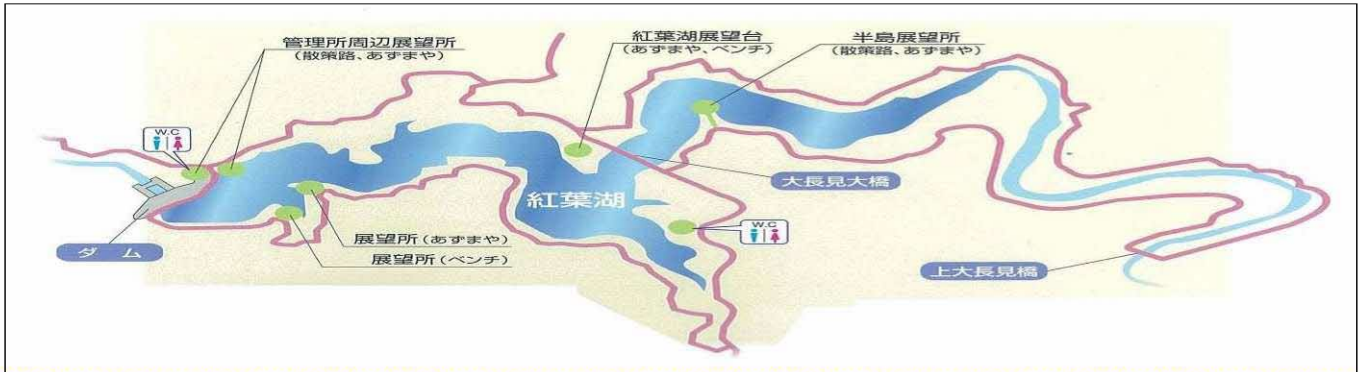 管理所周辺展望所
(散策路、あずまや)
紅葉湖展望台
(あずまや、ベンチ)
半島展望所
(散策路、あずまや)
W.C
大長見大橋
紅葉湖
W.C
展望所(あずまや)
ダム
展望所(ベンチ)
上大長見橋